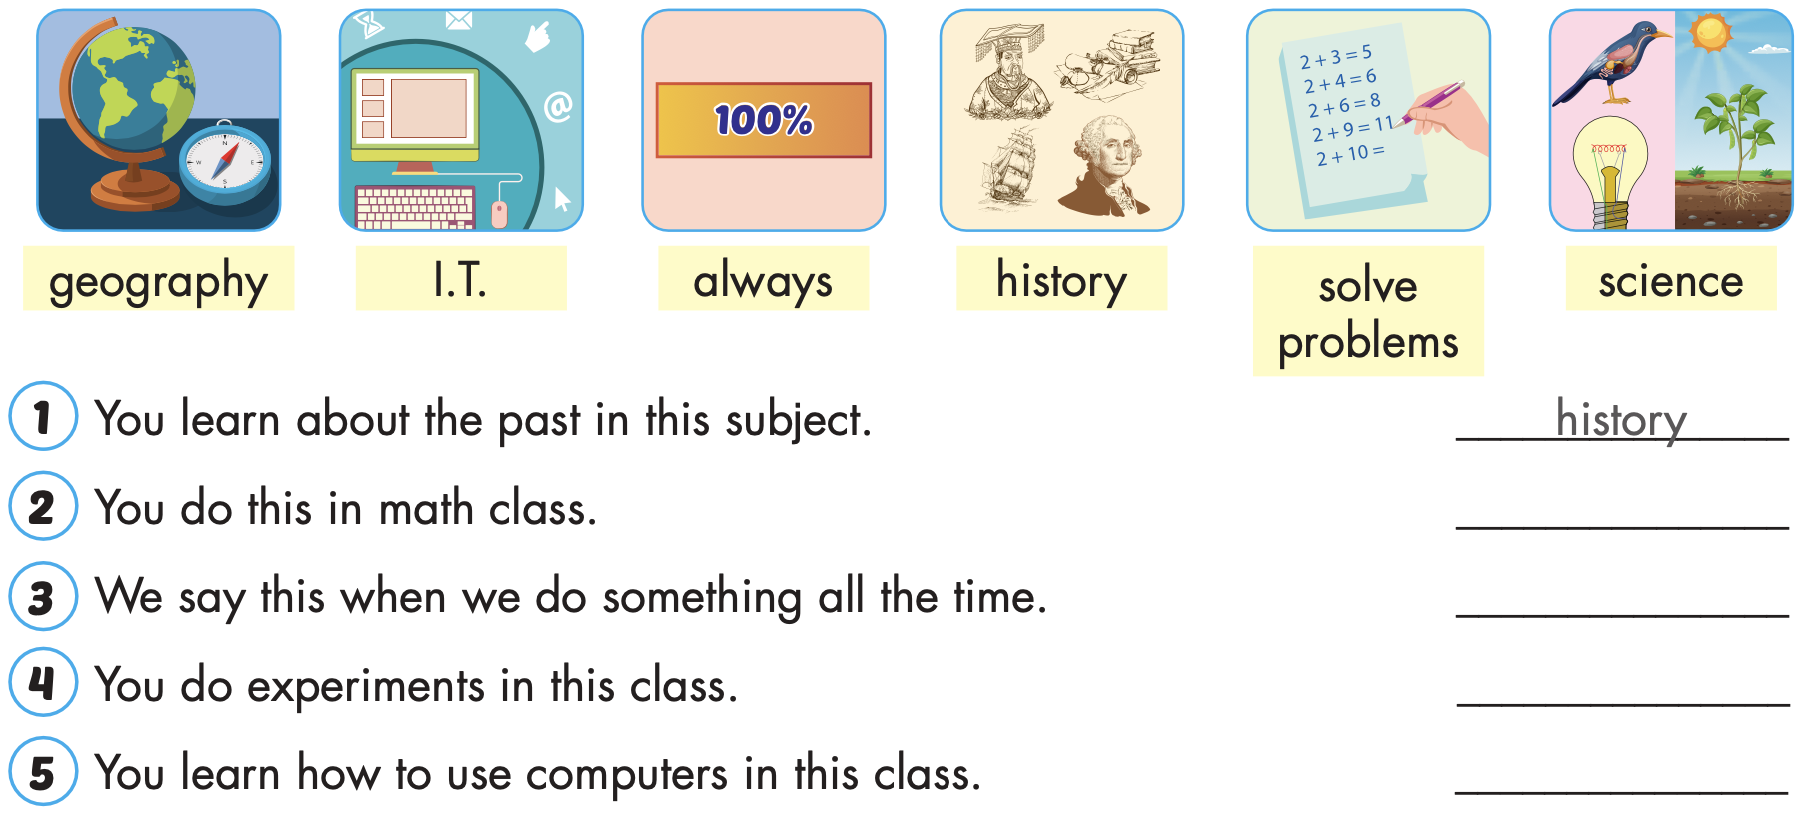 N
W
E
S
@
100%
2 + 3 = 5
2 + 4 = 6
2 + 6 = 8
2 + 9 = 11
2 + 10 =
geography
I.T.
always
history
solve
problems
science
1 You learn about the past in this subject. history
2 You do this in math class.
3 We say this when we do something all the time.
4 You do experiments in this class.
5 You learn how to use computers in this class.